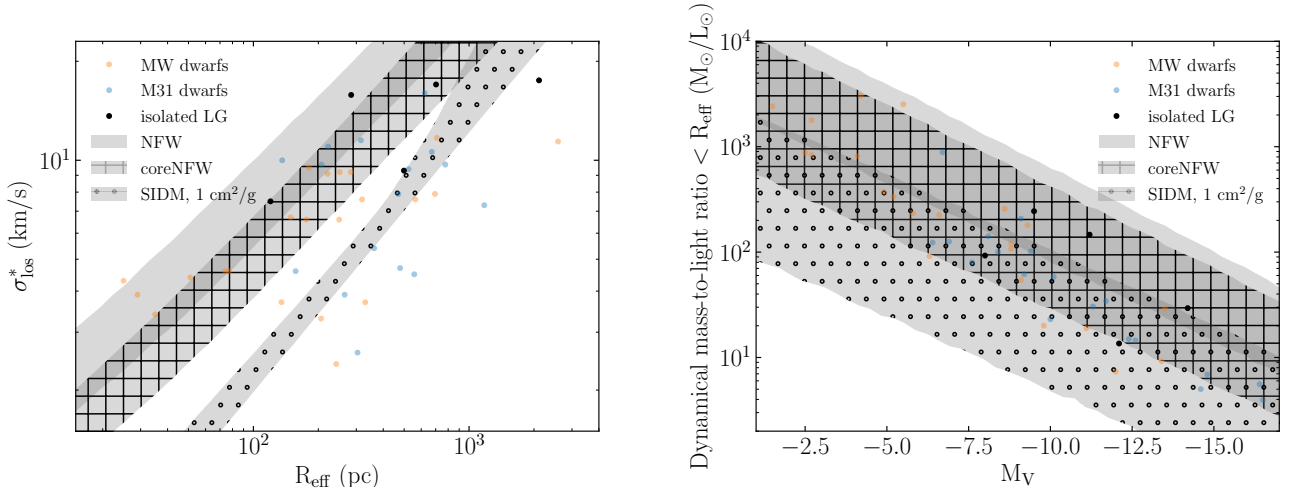 MW dwarfs
M31 dwarfs
isolated LG
NFW
coreNFW
SIDM, 1 cm²/g
10¹
σ*los (km/s)
10² 10³
Reff (pc)
MW dwarfs
M31 dwarfs
isolated LG
NFW
coreNFW
SIDM, 1 cm²/g
10⁴
10³
10²
10¹
Dynamical mass-to-light ratio < Reff (M⊙/L⊙)
−2.5 −5.0 −7.5 −10.0 −12.5 −15.0
MV